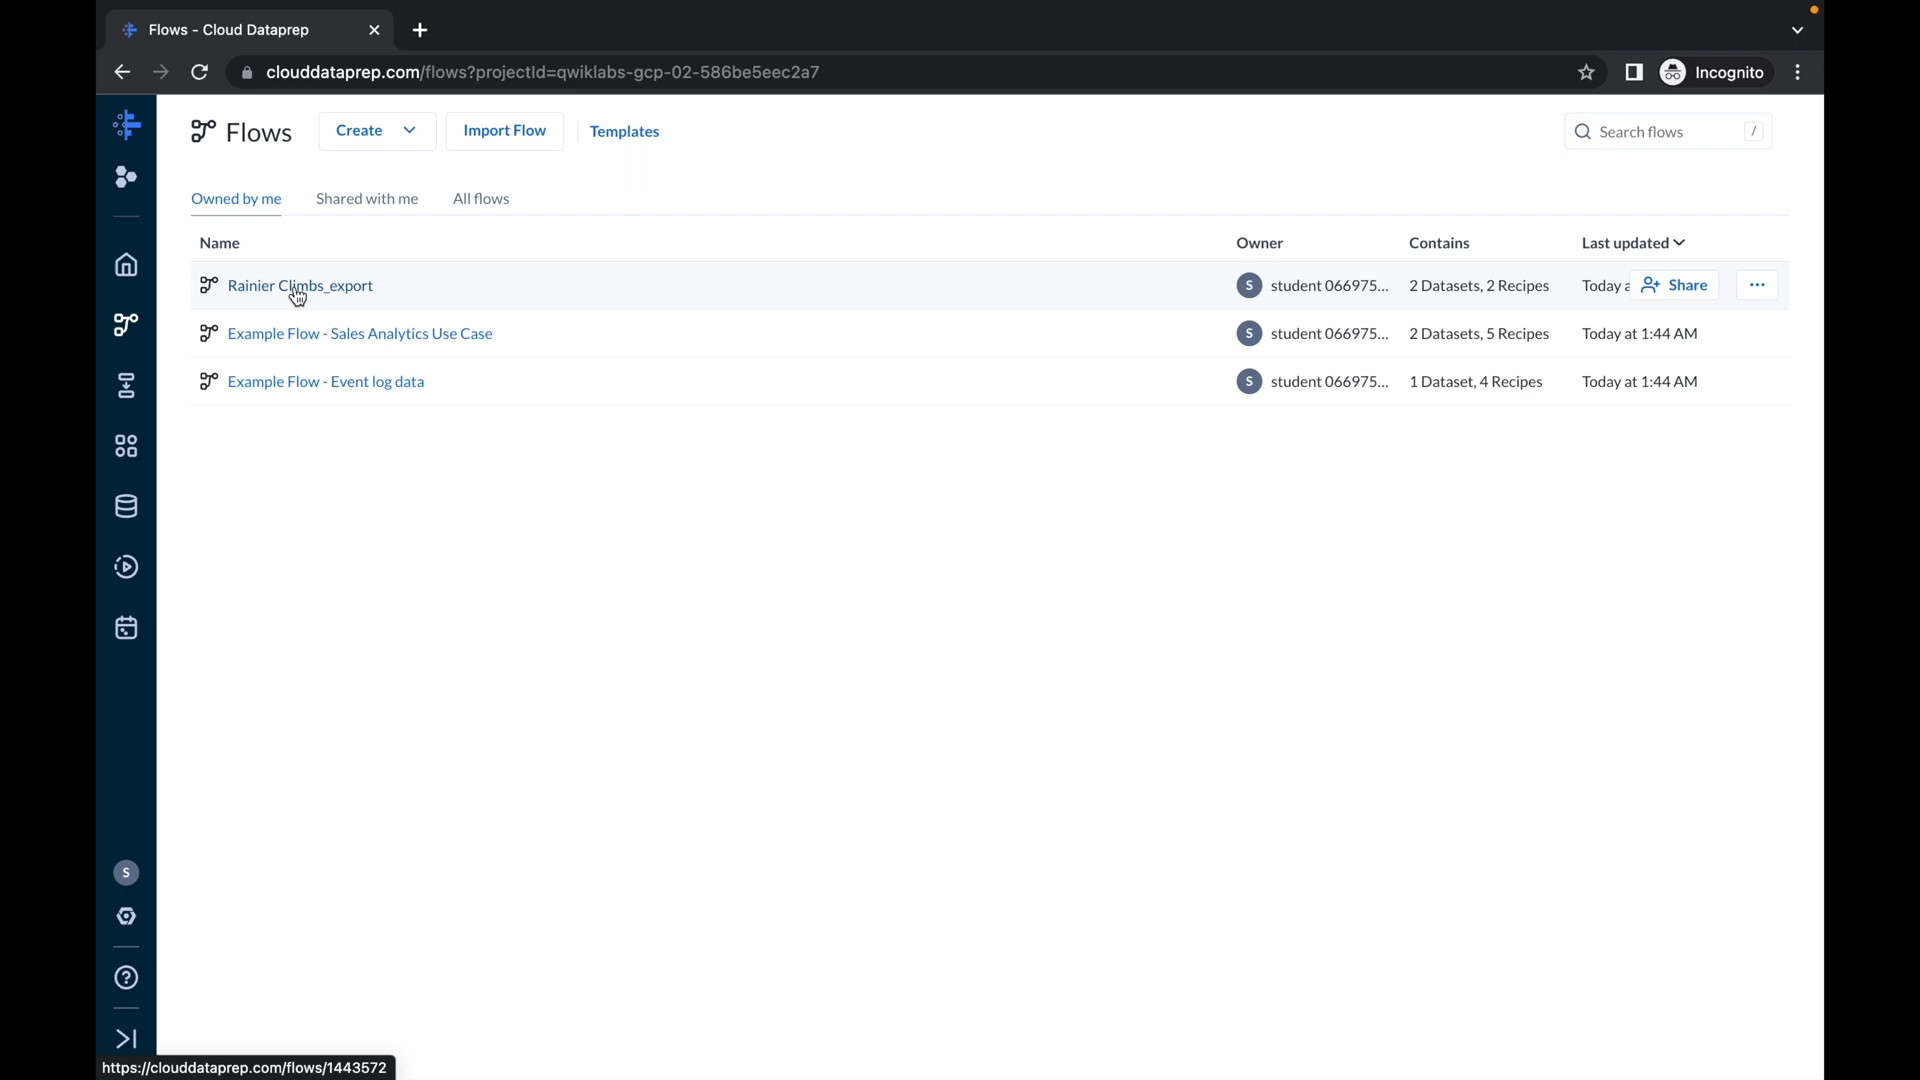 Flows - Cloud Dataprep
clouddataprep.com/flows?projectId=qwiklabs-gcp-02-586be5eec2a7
Incognito
Flows
Create
Import Flow
Templates
Search flows
/
Owned by me
Shared with me
All flows
Name
Owner
Contains
Last updated
Rainier Climbs_export
S
student 066975...
2 Datasets, 2 Recipes
Today a
Share
Example Flow - Sales Analytics Use Case
S
student 066975...
2 Datasets, 5 Recipes
Today at 1:44 AM
Example Flow - Event log data
S
student 066975...
1 Dataset, 4 Recipes
Today at 1:44 AM
S
https://clouddataprep.com/flows/1443572